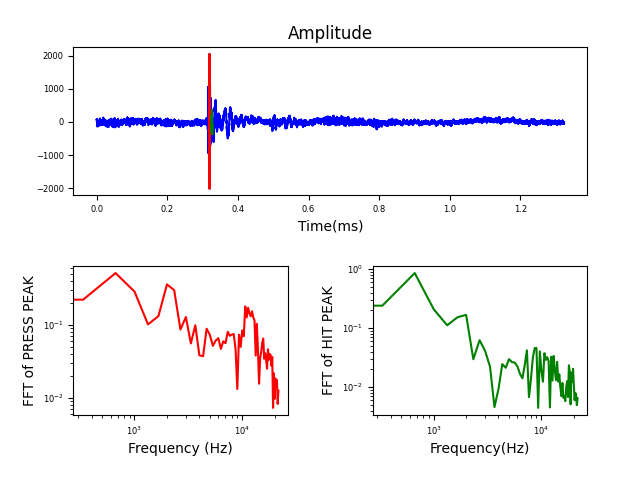 Amplitude
2000
1000
0
−1000
−2000
0.0 0.2 0.4 0.6 0.8 1.0 1.2
Time(ms)
FFT of PRESS PEAK
10⁻¹
10⁻²
10³ 10⁴
Frequency (Hz)
FFT of HIT PEAK
10⁰
10⁻¹
10⁻²
10³ 10⁴
Frequency(Hz)